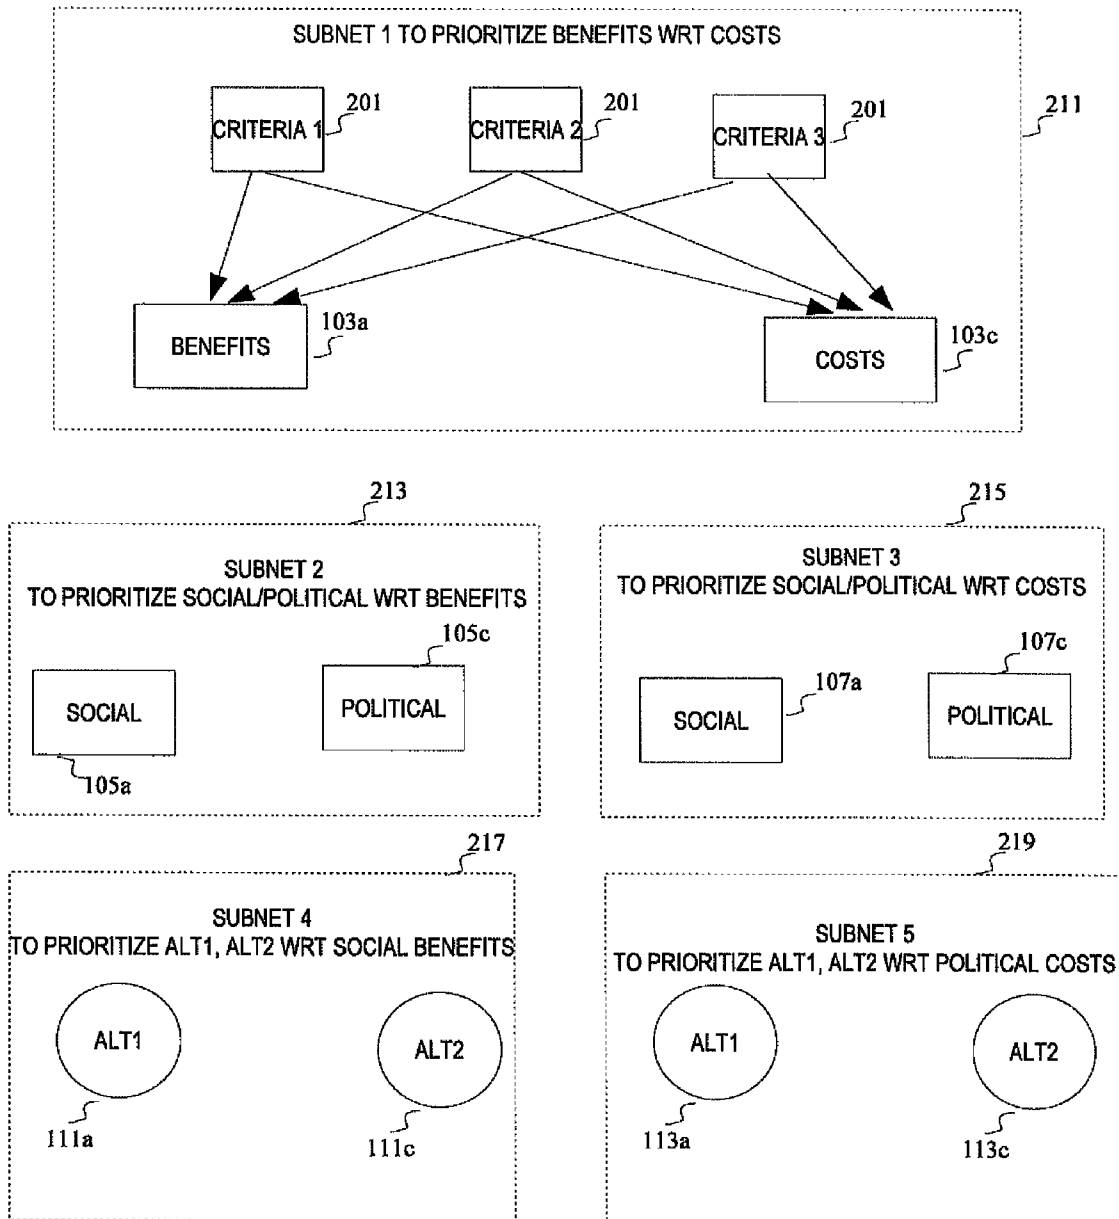 SUBNET 1 TO PRIORITIZE BENEFITS WRT COSTS
CRITERIA 1
201
CRITERIA 2
201
CRITERIA 3
201
211
BENEFITS
103a
COSTS
103c
213
SUBNET 2
TO PRIORITIZE SOCIAL/POLITICAL WRT BENEFITS
SOCIAL
105a
POLITICAL
105c
215
SUBNET 3
TO PRIORITIZE SOCIAL/POLITICAL WRT COSTS
SOCIAL
107a
POLITICAL
107c
217
SUBNET 4
TO PRIORITIZE ALT1, ALT2 WRT SOCIAL BENEFITS
ALT1
111a
ALT2
111c
219
SUBNET 5
TO PRIORITIZE ALT1, ALT2 WRT POLITICAL COSTS
ALT1
113a
ALT2
113c